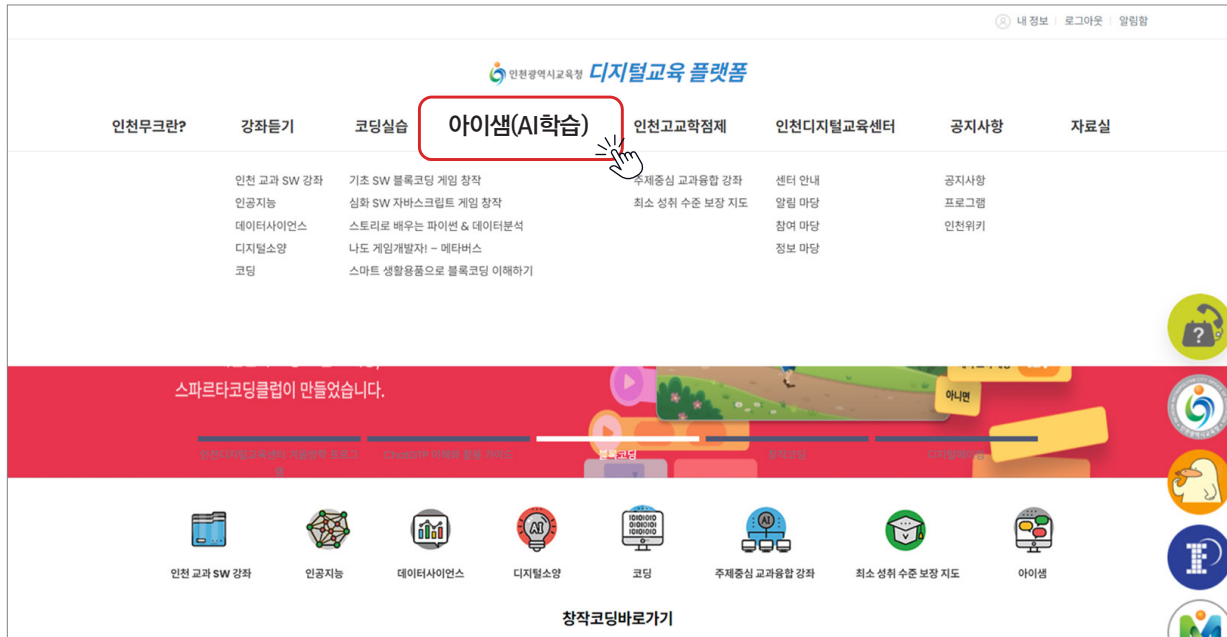 내 정보 로그아웃 알림함
인천광역시교육청 디지털교육 플랫폼
인천무크란? 강좌듣기 코딩실습 아이샘(AI학습) 인천고교학점제 인천디지털교육센터 공지사항 자료실
인천 교과 SW 강좌 기초 SW 블록코딩 게임 창작 주제중심 교과융합 강좌 센터 안내 공지사항
인공지능 심화 SW 자바스크립트 게임 창작 최소 성취 수준 보장 지도 알림 마당 프로그램
데이터사이언스 스토리로 배우는 파이썬 & 데이터분석 참여 마당 인천위키
디지털소양 나도 게임개발자! – 메타버스 정보 마당
코딩 스마트 생활용품으로 블록코딩 이해하기
스파르타코딩클럽이 만들었습니다.
아니면
블록코딩
AI
1010101O
AI
인천 교과 SW 강좌 인공지능 데이터사이언스 디지털소양 코딩 주제중심 교과융합 강좌 최소 성취 수준 보장 지도 아이샘
창작코딩바로가기